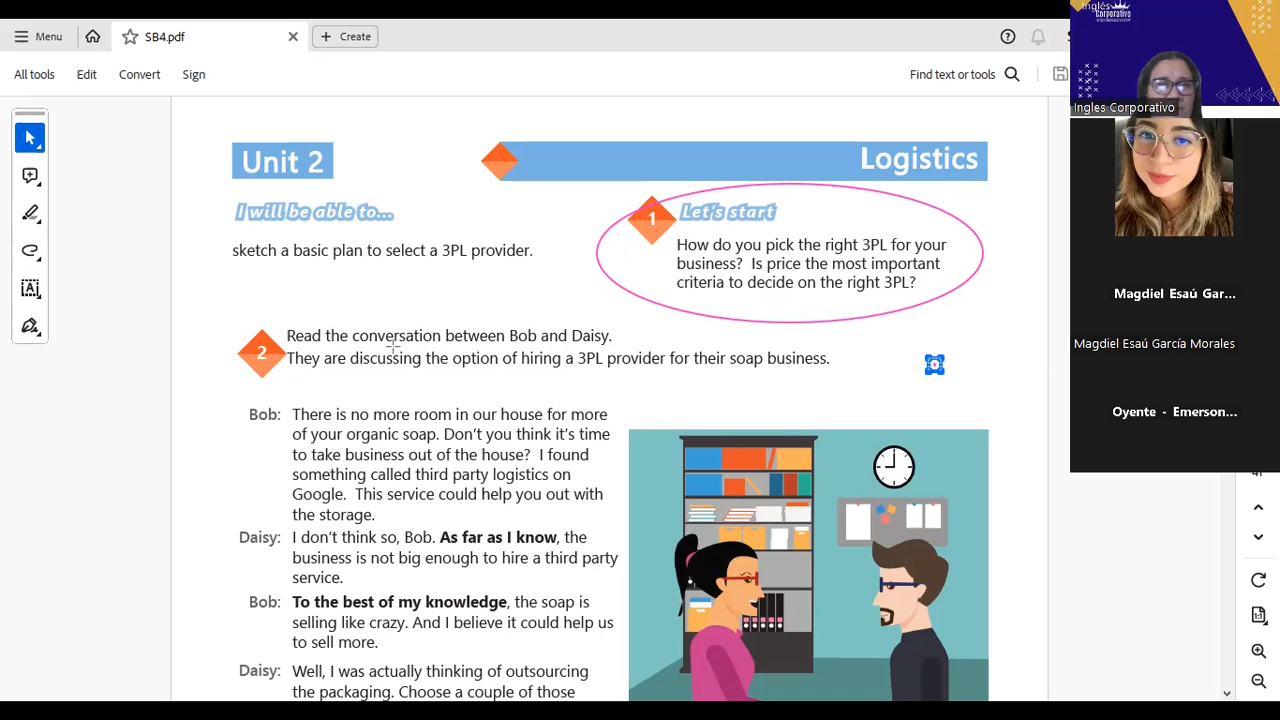 Menu
SB4.pdf
Create
All tools
Edit
Convert
Sign
Find text or tools
Unit 2
Logistics
I will be able to...
sketch a basic plan to select a 3PL provider.
1
Let's start
How do you pick the right 3PL for your
business?  Is price the most important
criteria to decide on the right 3PL?
2
Read the conversation between Bob and Daisy.
They are discussing the option of hiring a 3PL provider for their soap business.
Bob: There is no more room in our house for more
of your organic soap. Don't you think it's time
to take business out of the house?  I found
something called third party logistics on
Google.  This service could help you out with
the storage.
Daisy: I don't think so, Bob. As far as I know, the
business is not big enough to hire a third party
service.
Bob: To the best of my knowledge, the soap is
selling like crazy. And I believe it could help us
to sell more.
Daisy: Well, I was actually thinking of outsourcing
the packaging. Choose a couple of those
Inglés
Corporativo
Ingles Corporativo
Magdiel Esaú Gar...
Magdiel Esaú García Morales
Oyente - Emerson...